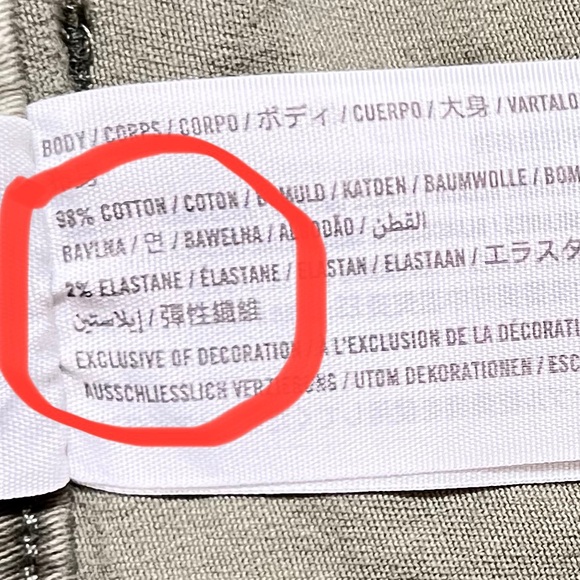 BODY / CORPS / CORPO / ボディ / CUERPO / 大身 / VARTALO
98% COTTON / COTON / BOMULD / KATOEN / BAUMWOLLE / BOM
BAVLNA / 면 / BAWEŁNA / ALGODÃO / القطن
2% ELASTANE / ÉLASTANE / ELASTAN / ELASTAAN / エラスタ
إيلاستين / 彈性纖維
EXCLUSIVE OF DECORATION / À L'EXCLUSION DE LA DÉCORATI
AUSSCHLIESSLICH VERZIERUNG / UTOM DEKORATIONEN / ESC